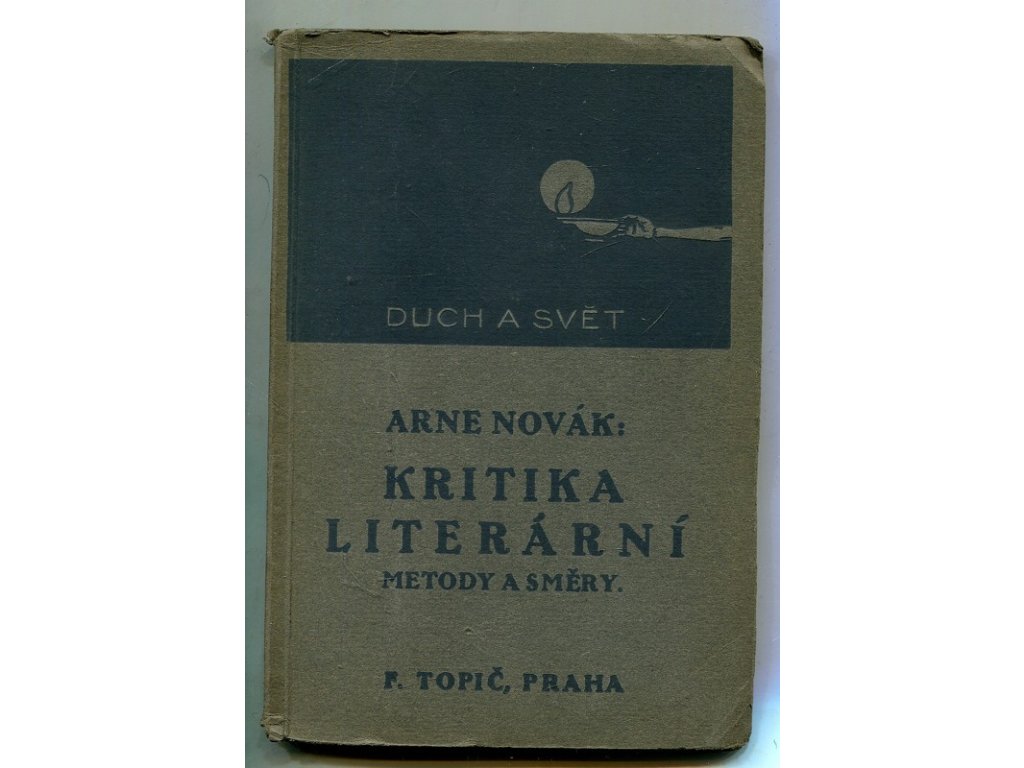 DUCH A SVĚT
ARNE NOVÁK:
KRITIKA
LITERÁRNÍ
METODY A SMĚRY.
F. TOPIČ, PRAHA